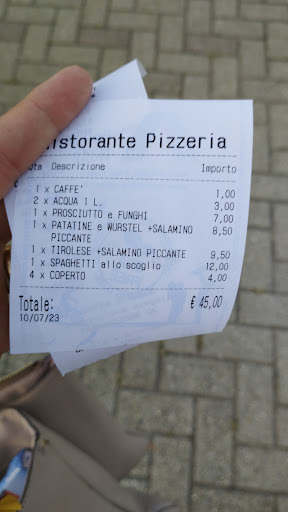 Ristorante Pizzeria
Descrizione Importo
1 x CAFFE' 1,00
2 x ACQUA 1 L. 3,00
1 x PROSCIUTTO e FUNGHI 7,00
1 x PATATINE e WURSTEL +SALAMINO 8,50
PICCANTE
1 x TIROLESE +SALAMINO PICCANTE 9,50
1 x SPAGHETTI allo scoglio 12,00
4 x COPERTO 4,00
Totale: € 45,00
10/07/23